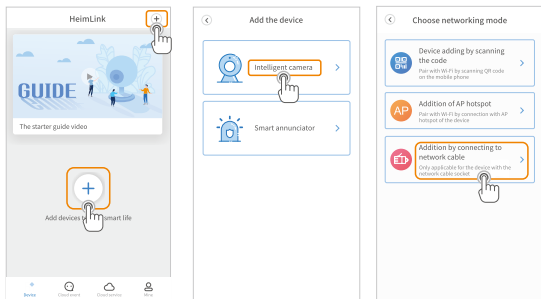 HeimLink
GUIDE
The starter guide video
Add devices smart life
Device
Cloud event
Mine
Add the device
Intelligent camera
Smart annunciator
Choose networking mode
Device adding by scanning
the code
Pair with Wi-Fi by scanning QR code
on the mobile phone
AP
Addition of AP hotspot
Pair with Wi-Fi by connection with AP
hotspot of the device
Addition by connecting to
network cable
Only applicable for the device with the
network cable socket